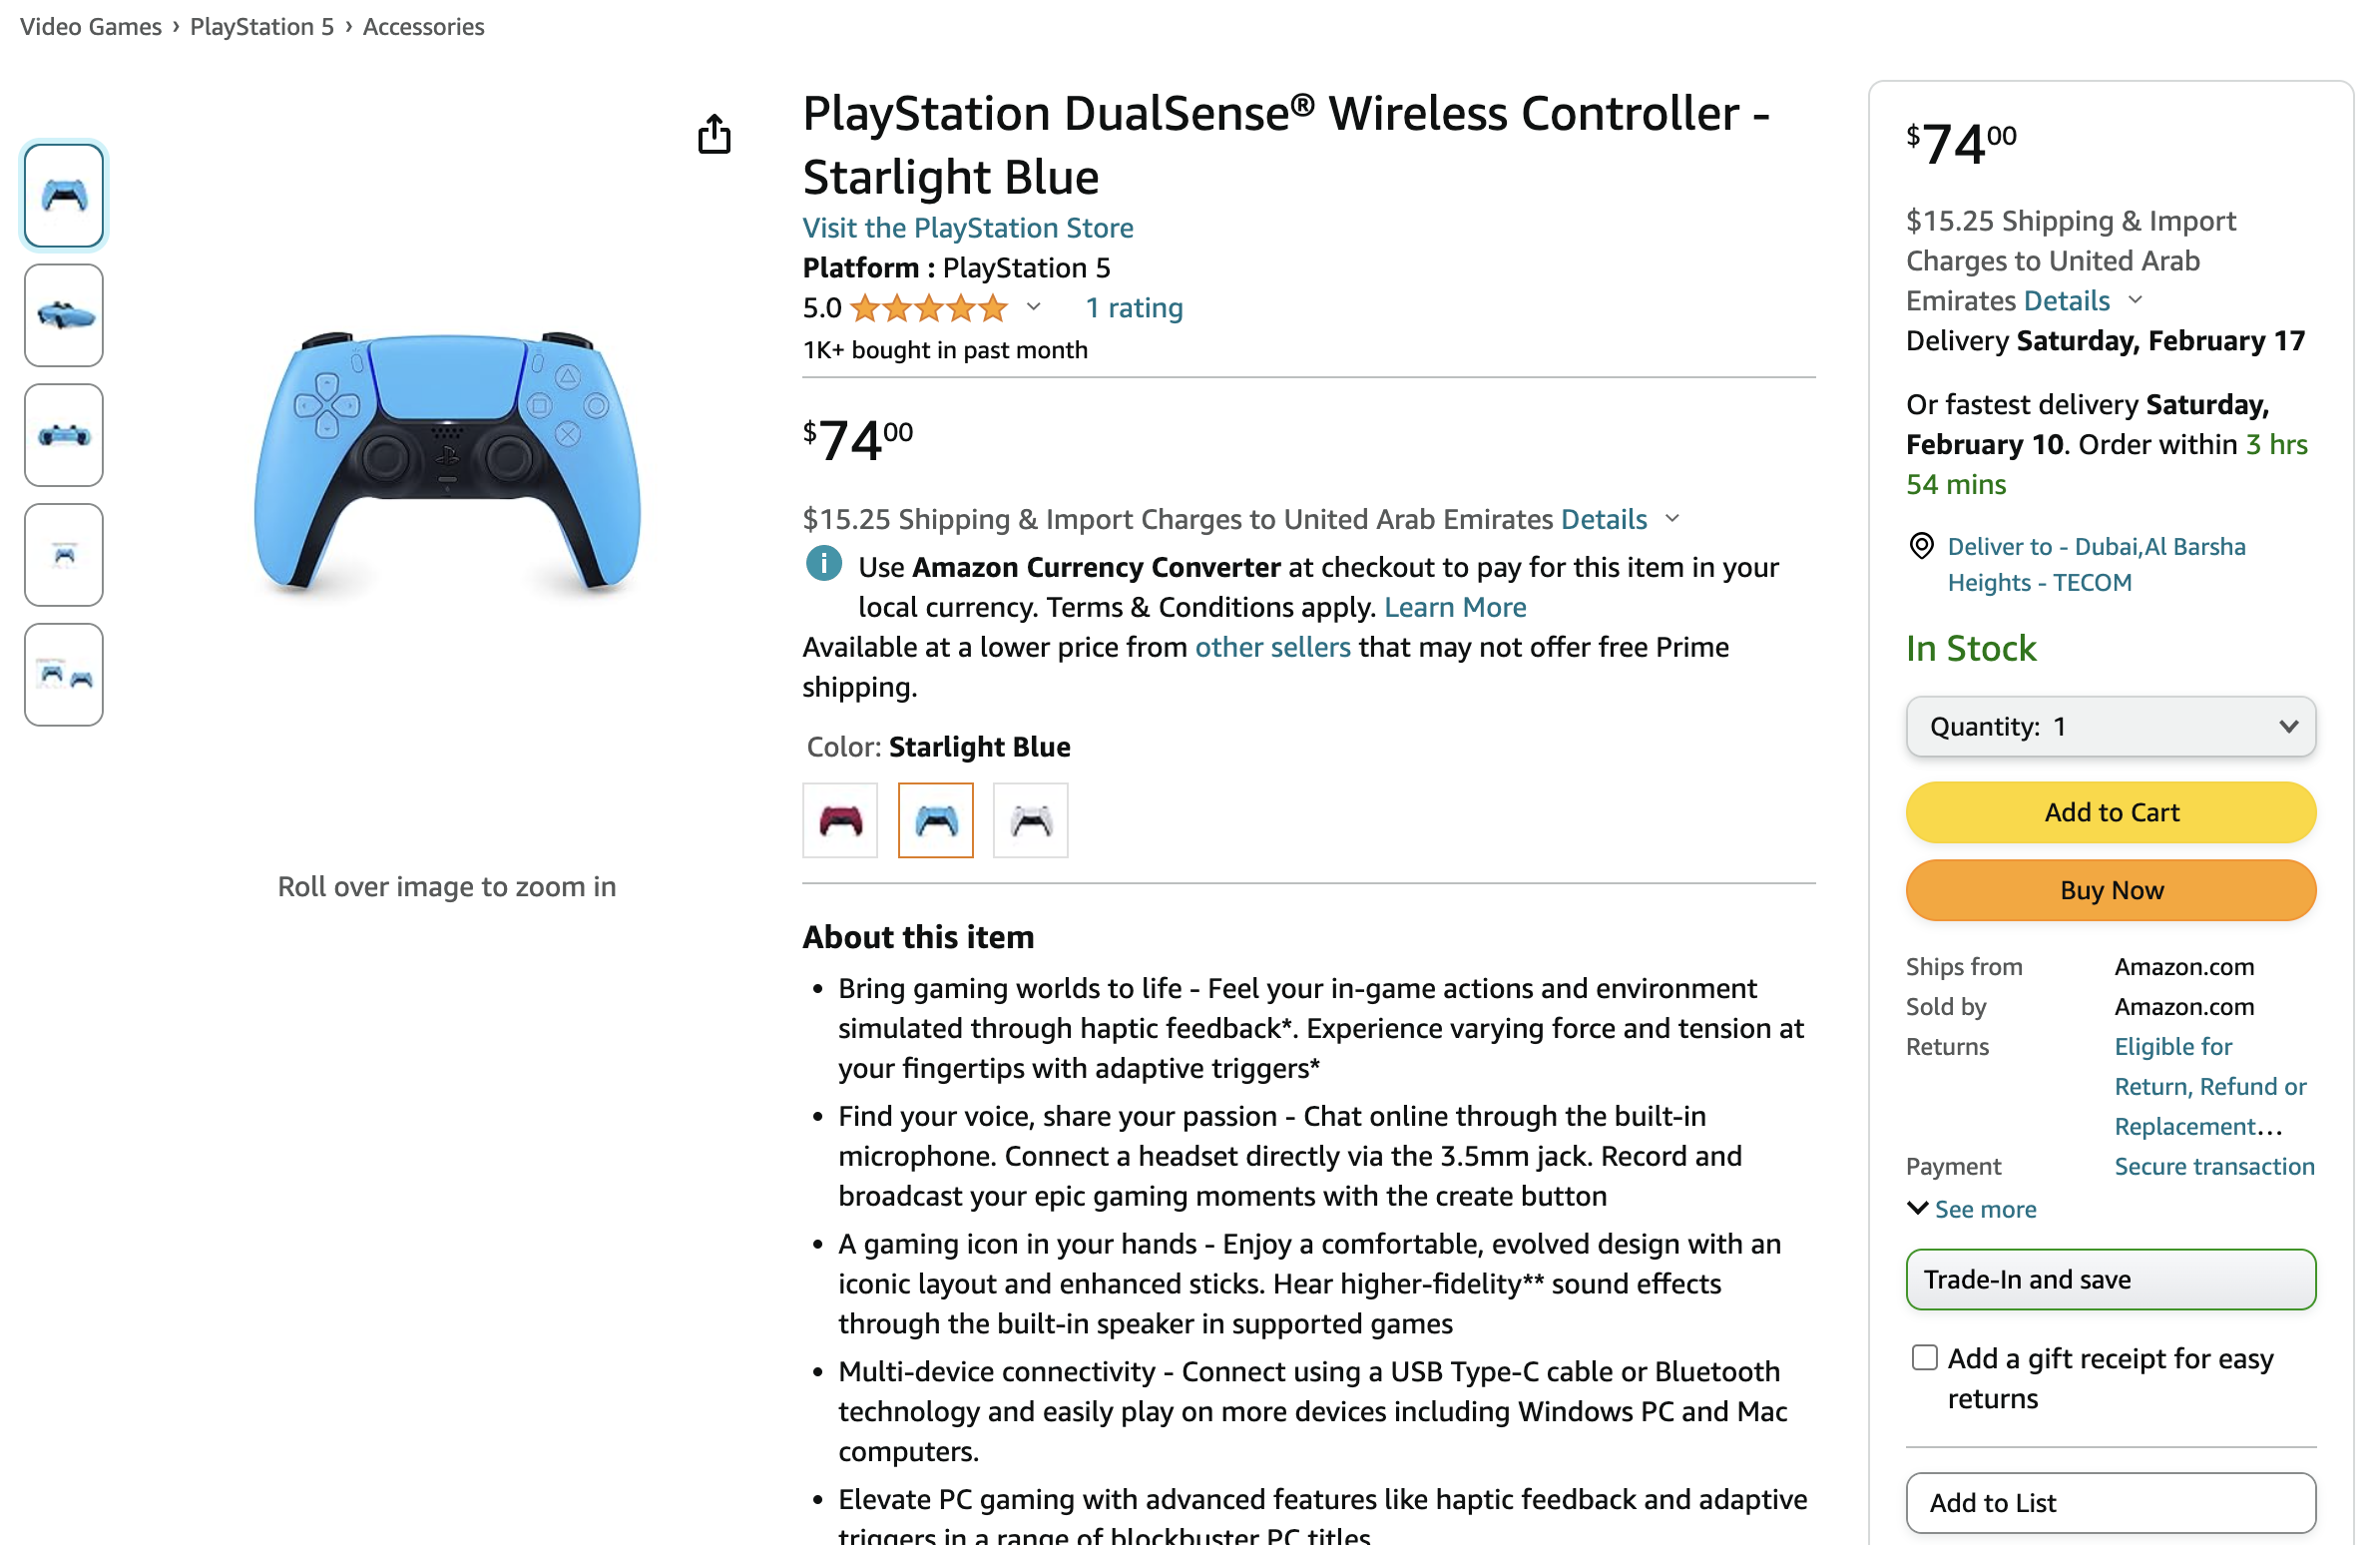 Video Games › PlayStation 5 › Accessories
PlayStation DualSense® Wireless Controller -
Starlight Blue
Visit the PlayStation Store
Platform : PlayStation 5
5.0 1 rating
1K+ bought in past month
$74 00
$15.25 Shipping & Import Charges to United Arab Emirates Details
Use Amazon Currency Converter at checkout to pay for this item in your
local currency. Terms & Conditions apply. Learn More
Available at a lower price from other sellers that may not offer free Prime
shipping.
Color: Starlight Blue
Roll over image to zoom in
About this item
• Bring gaming worlds to life - Feel your in-game actions and environment
simulated through haptic feedback*. Experience varying force and tension at
your fingertips with adaptive triggers*
• Find your voice, share your passion - Chat online through the built-in
microphone. Connect a headset directly via the 3.5mm jack. Record and
broadcast your epic gaming moments with the create button
• A gaming icon in your hands - Enjoy a comfortable, evolved design with an
iconic layout and enhanced sticks. Hear higher-fidelity** sound effects
through the built-in speaker in supported games
• Multi-device connectivity - Connect using a USB Type-C cable or Bluetooth
technology and easily play on more devices including Windows PC and Mac
computers.
• Elevate PC gaming with advanced features like haptic feedback and adaptive
triggers in a range of blockbuster PC titles
$74 00
$15.25 Shipping & Import
Charges to United Arab
Emirates Details
Delivery Saturday, February 17
Or fastest delivery Saturday,
February 10. Order within 3 hrs
54 mins
Deliver to - Dubai,Al Barsha
Heights - TECOM
In Stock
Quantity: 1
Add to Cart
Buy Now
Ships from Amazon.com
Sold by Amazon.com
Returns Eligible for
Return, Refund or
Replacement…
Payment Secure transaction
See more
Trade-In and save
Add a gift receipt for easy
returns
Add to List